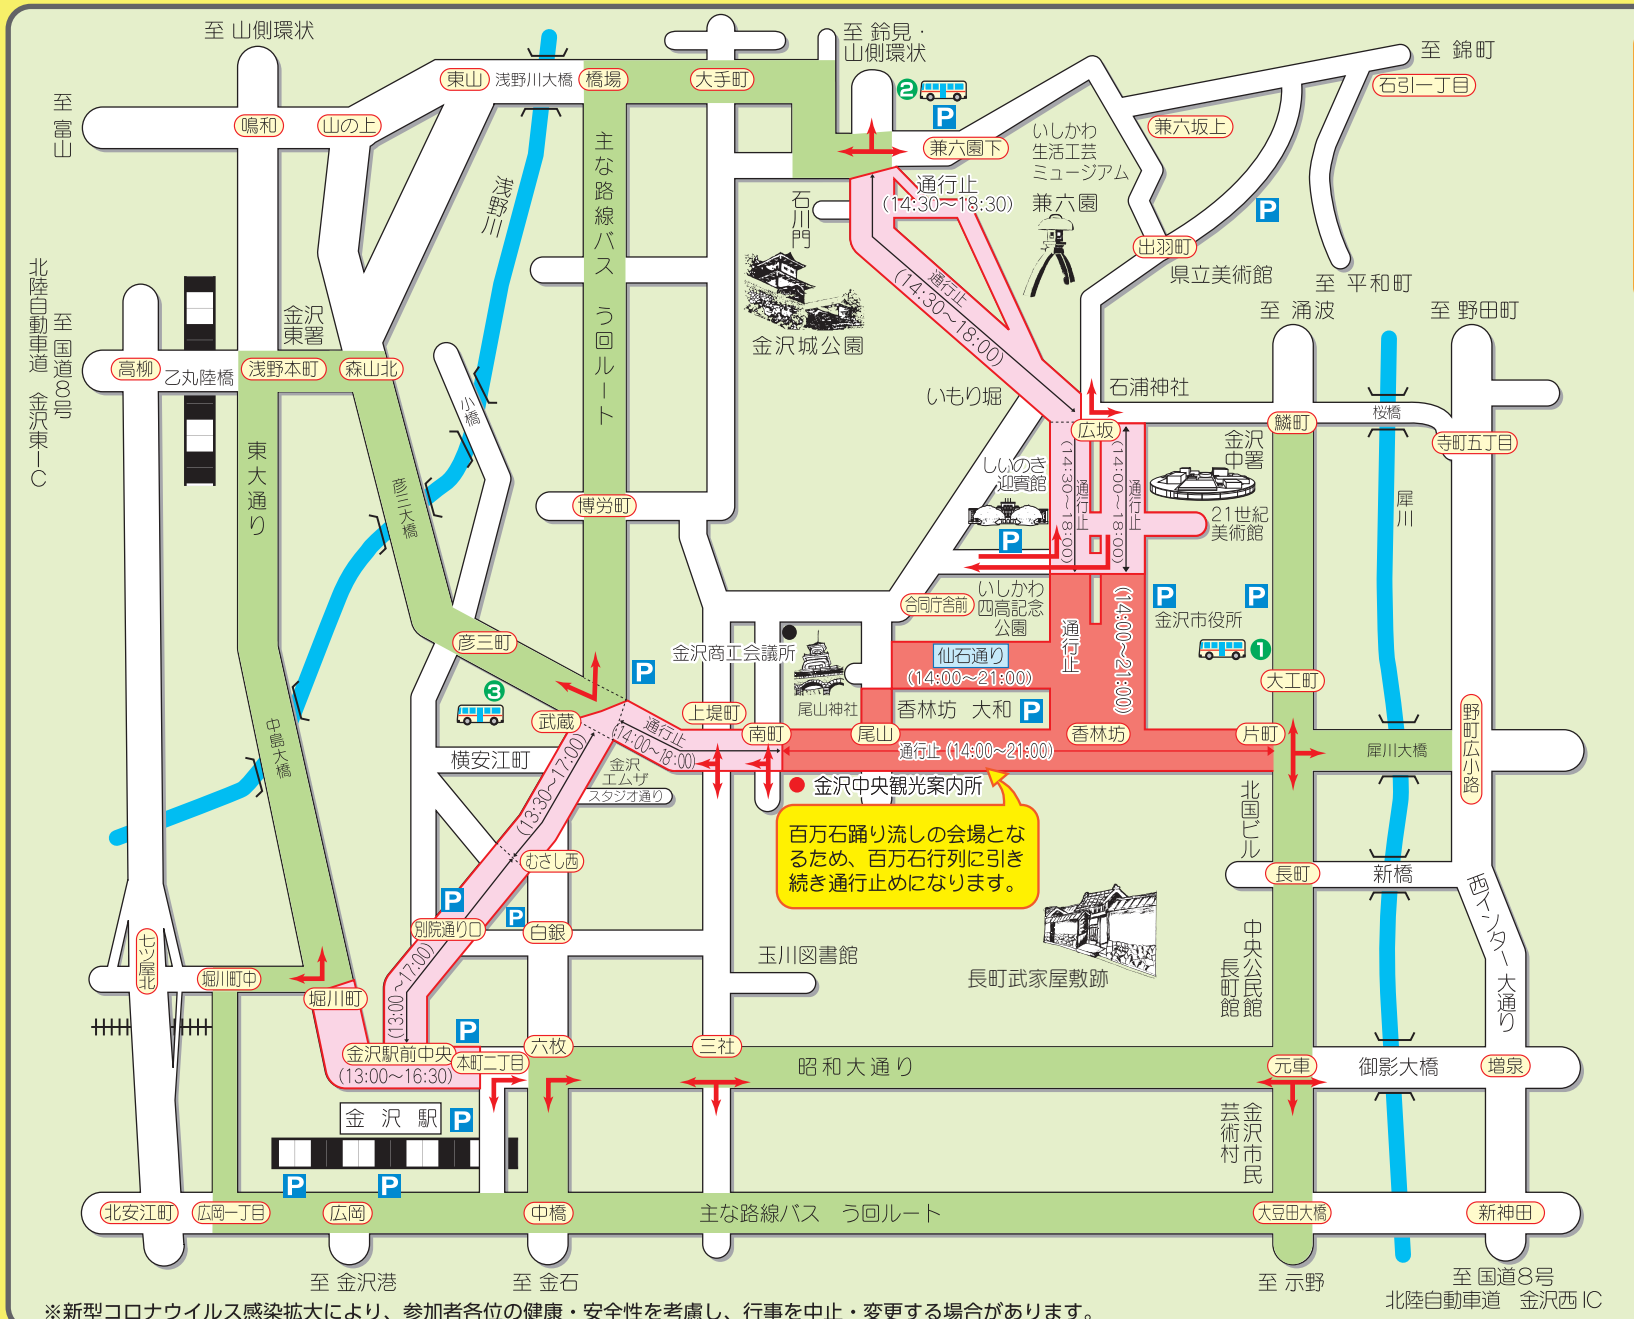 至 山側環状
至 鈴見・
山側環状
至 錦町
東山
浅野川大橋
橋場
大手町
2
P
石引一丁目
至 富山
鳴和
山の上
兼六園下
いしかわ
生活工芸
ミュージアム
兼六坂上
主な路線バス う回ルート
浅野川
石川門
通行止
(14:30〜18:30)
兼六園
P
出羽町
県立美術館
至 平和町
北陸自動車道 金沢東IC
至 国道8号
金沢
東署
通行止
(14:30〜18:00)
金沢城公園
至 涌波
至 野田町
高柳
乙丸陸橋
浅野本町
森山北
小橋
いもり堀
石浦神社
広坂
鱗町
桜橋
寺町五丁目
東大通り
彦三大橋
博労町
しいのき
迎賓館
P
通行止
(14:30〜18:00)
通行止
(14:00〜18:00)
金沢
中署
21世紀
美術館
犀川
合同庁舎前
いしかわ
四高記念
公園
P
P
金沢市役所
1
彦三町
金沢商工会議所
仙石通り
(14:00〜21:00)
通行止
(14:00〜21:00)
大工町
P
3
武蔵
上堤町
南町
尾山神社
尾山
香林坊 大和
P
香林坊
片町
野町広小路
中島大橋
横安江町
通行止
(14:00〜18:00)
通行止 (14:00〜21:00)
犀川大橋
金沢
エムザ
スタジオ通り
(13:30〜17:00)
金沢中央観光案内所
百万石踊り流しの会場とな
るため、百万石行列に引き
続き通行止めになります。
北国ビル
むさし西
長町
新橋
P
P
別院通り口
白銀
西インター大通り
七ツ屋北
堀川町中
堀川町
(13:00〜17:00)
玉川図書館
長町武家屋敷跡
中央公民館
長町館
P
金沢駅前中央
(13:00〜16:30)
本町二丁目
六枚
三社
昭和大通り
元車
御影大橋
増泉
金沢駅
P
金沢市民
芸術村
P
P
北安江町
広岡一丁目
広岡
中橋
主な路線バス う回ルート
大豆田大橋
新神田
至 金沢港
至 金石
至 示野
至 国道8号
北陸自動車道 金沢西IC
※新型コロナウイルス感染拡大により、参加者各位の健康・安全性を考慮し、行事を中止・変更する場合があります。